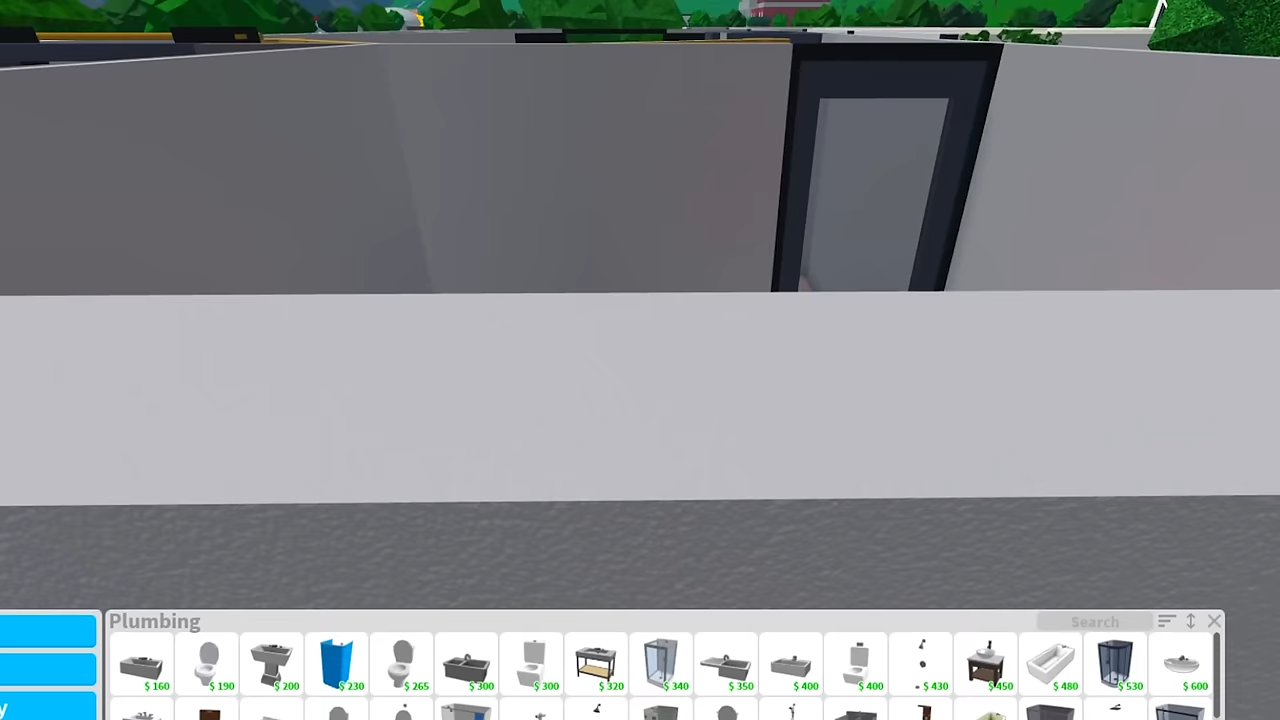 Plumbing
Search
$ 160 $ 190 $ 200 $ 230 $ 265 $ 300 $ 300 $ 320 $ 340 $ 350 $ 400 $ 400 $ 430 $ 450 $ 480 $ 530 $ 600
y